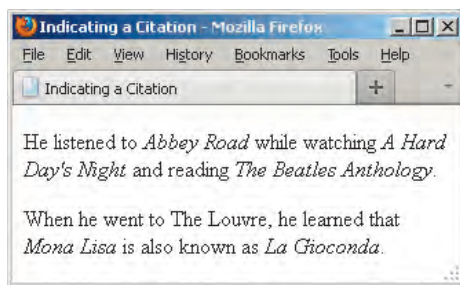 Indicating a Citation - Mozilla Firefox
File Edit View History Bookmarks Tools Help
Indicating a Citation
He listened to Abbey Road while watching A Hard
Day's Night and reading The Beatles Anthology.
When he went to The Louvre, he learned that
Mona Lisa is also known as La Gioconda.